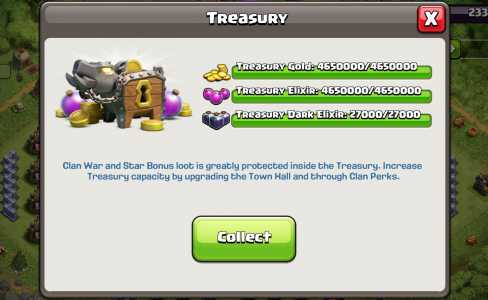 Treasury
X
233
Treasury Gold: 4650000/4650000
Treasury Elixir: 4650000/4650000
Treasury Dark Elixir: 27000/27000
Clan War and Star Bonus loot is greatly protected inside the Treasury. Increase
Treasury capacity by upgrading the Town Hall and through Clan Perks.
Collect